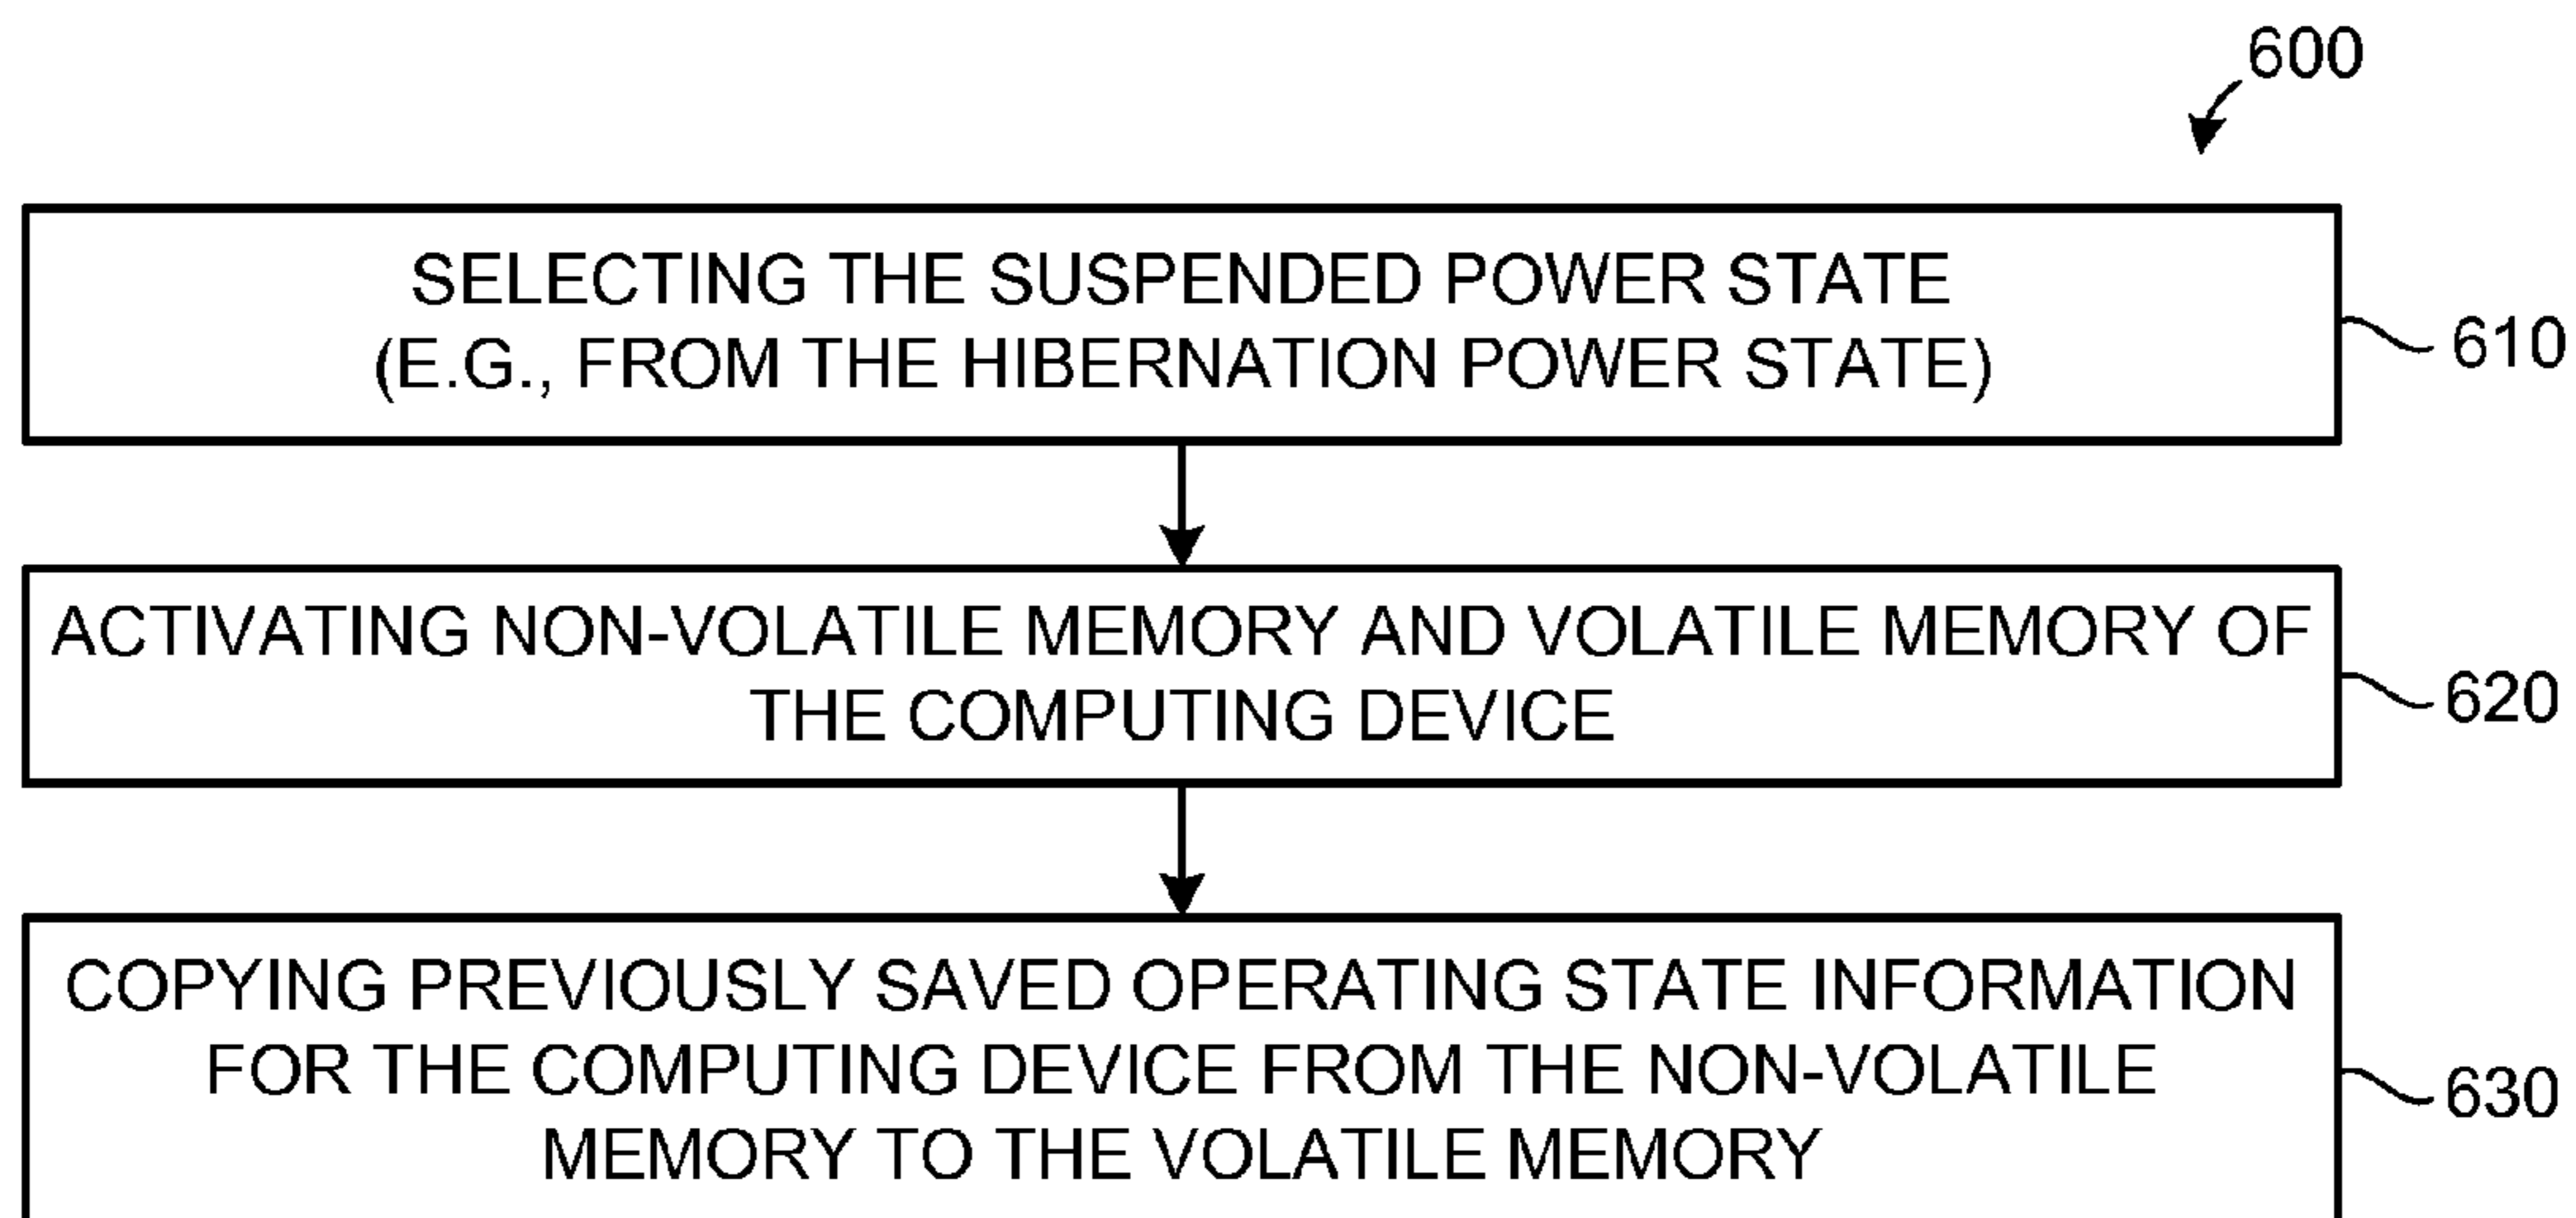 600
SELECTING THE SUSPENDED POWER STATE
(E.G., FROM THE HIBERNATION POWER STATE)
610
ACTIVATING NON-VOLATILE MEMORY AND VOLATILE MEMORY OF
THE COMPUTING DEVICE
620
COPYING PREVIOUSLY SAVED OPERATING STATE INFORMATION
FOR THE COMPUTING DEVICE FROM THE NON-VOLATILE
MEMORY TO THE VOLATILE MEMORY
630